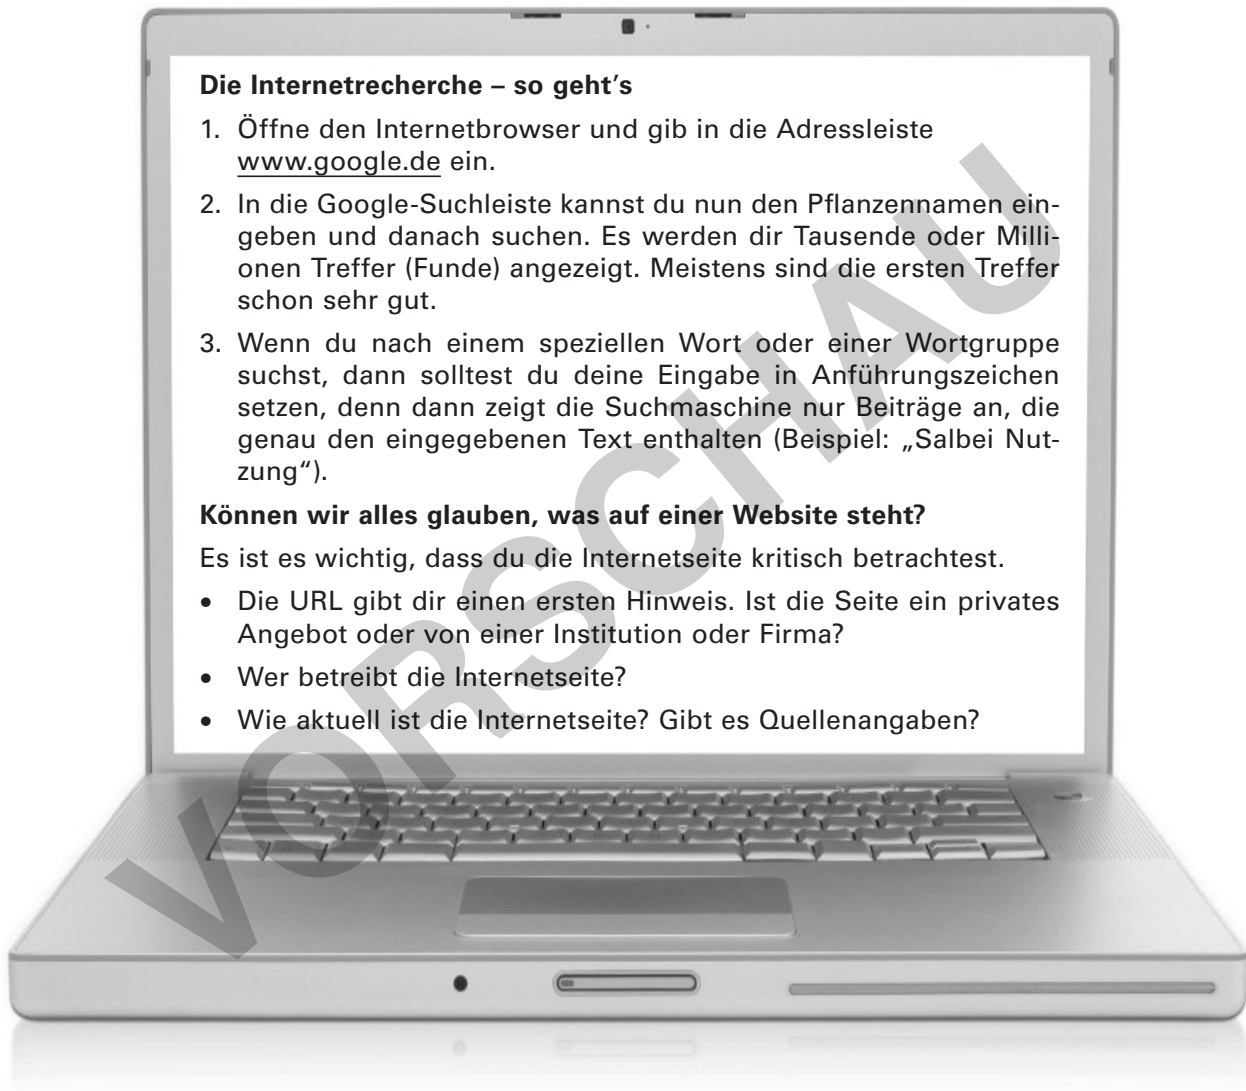 Die Internetrecherche – so geht's
1. Öffne den Internetbrowser und gib in die Adressleiste
www.google.de ein.
2. In die Google-Suchleiste kannst du nun den Pflanzennamen ein-
geben und danach suchen. Es werden dir Tausende oder Milli-
onen Treffer (Funde) angezeigt. Meistens sind die ersten Treffer
schon sehr gut.
3. Wenn du nach einem speziellen Wort oder einer Wortgruppe
suchst, dann solltest du deine Eingabe in Anführungszeichen
setzen, denn dann zeigt die Suchmaschine nur Beiträge an, die
genau den eingegebenen Text enthalten (Beispiel: „Salbei Nut-
zung“).
Können wir alles glauben, was auf einer Website steht?
Es ist es wichtig, dass du die Internetseite kritisch betrachtest.
• Die URL gibt dir einen ersten Hinweis. Ist die Seite ein privates
Angebot oder von einer Institution oder Firma?
• Wer betreibt die Internetseite?
• Wie aktuell ist die Internetseite? Gibt es Quellenangaben?
VORSCHAU